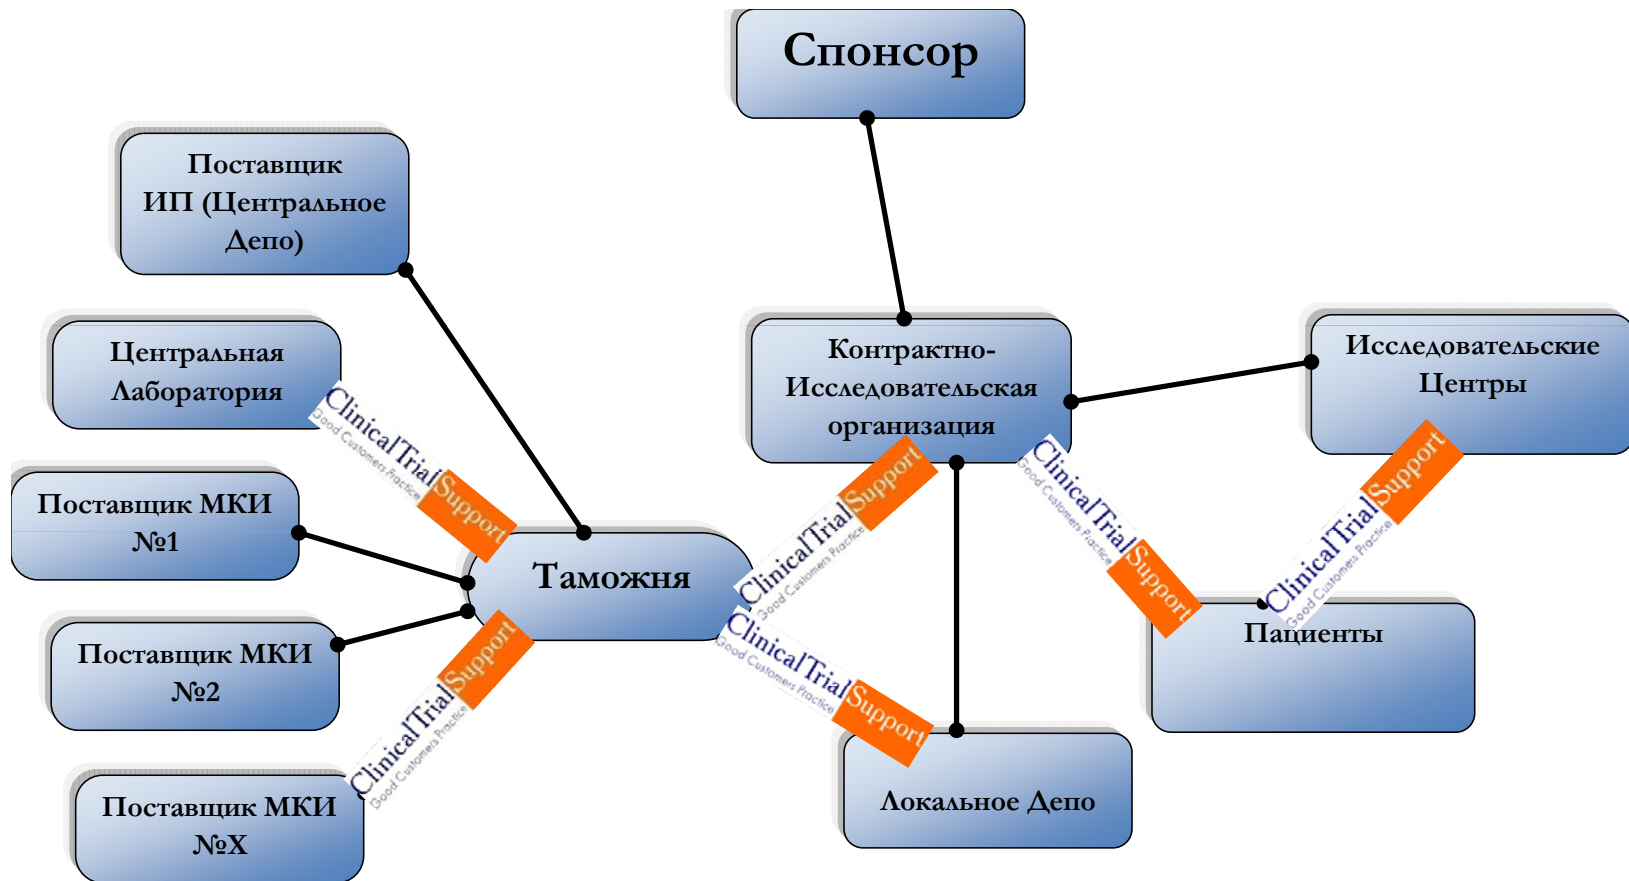 Спонсор
Поставщик
ИП (Центральное
Депо)
Центральная
Лаборатория
Контрактно-
Исследовательская
организация
Исследовательские
Центры
ClinicalTrialSupport
Good Customers Practice
ClinicalTrialSupport
Good Customers Practice
ClinicalTrialSupport
Good Customers Practice
ClinicalTrialSupport
Good Customers Practice
Поставщик МКИ
№1
Таможня
Поставщик МКИ
№2
ClinicalTrialSupport
Good Customers Practice
ClinicalTrialSupport
Good Customers Practice
Пациенты
Поставщик МКИ
№X
Локальное Депо